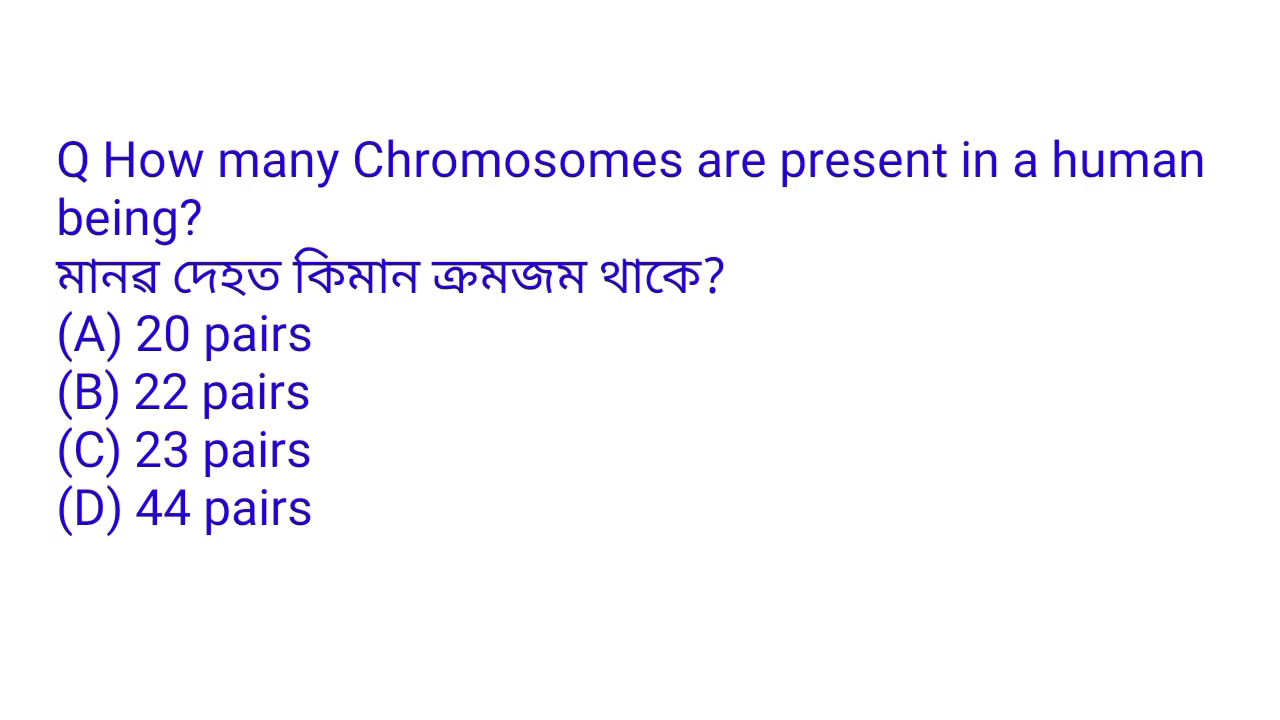 Q How many Chromosomes are present in a human
being?
মানৱ দেহত কিমান ক্ৰমজম থাকে?
(A) 20 pairs
(B) 22 pairs
(C) 23 pairs
(D) 44 pairs